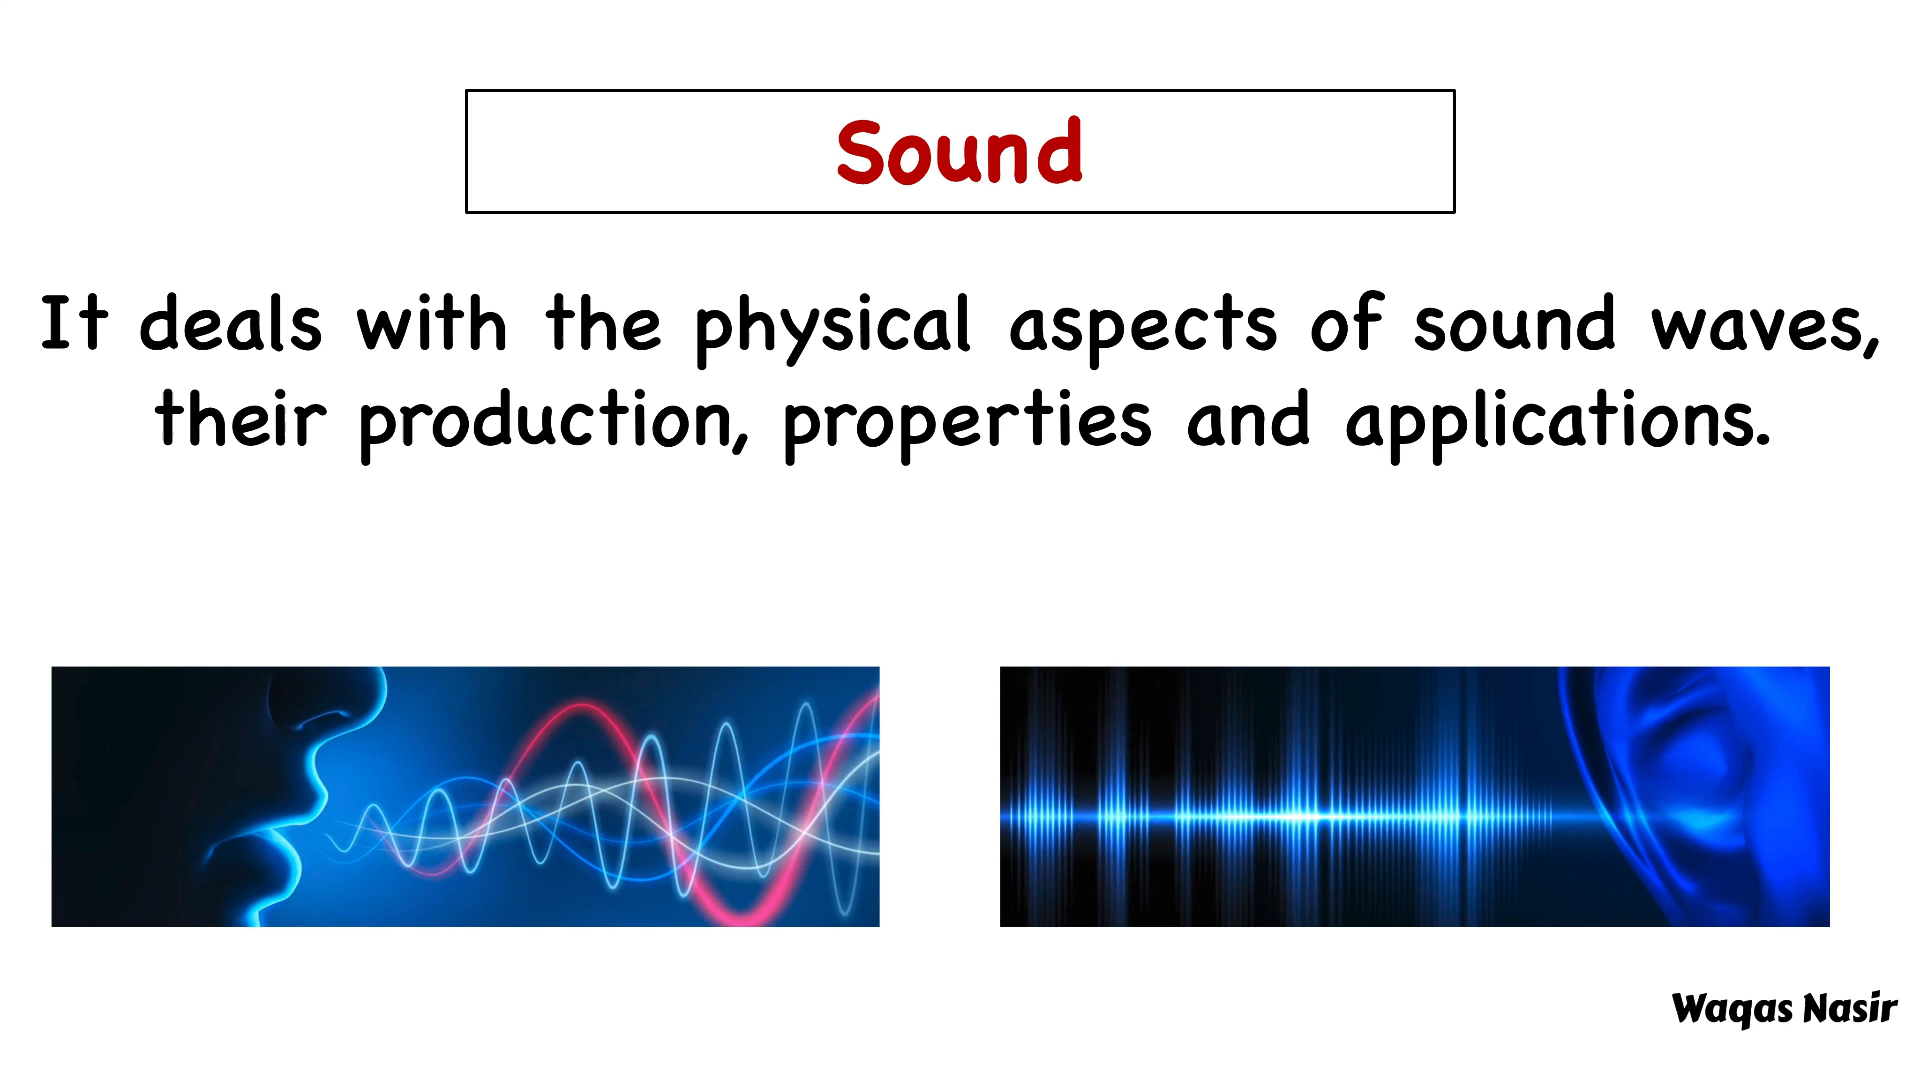 Sound
It deals with the physical aspects of sound waves,
their production, properties and applications.
Waqas Nasir